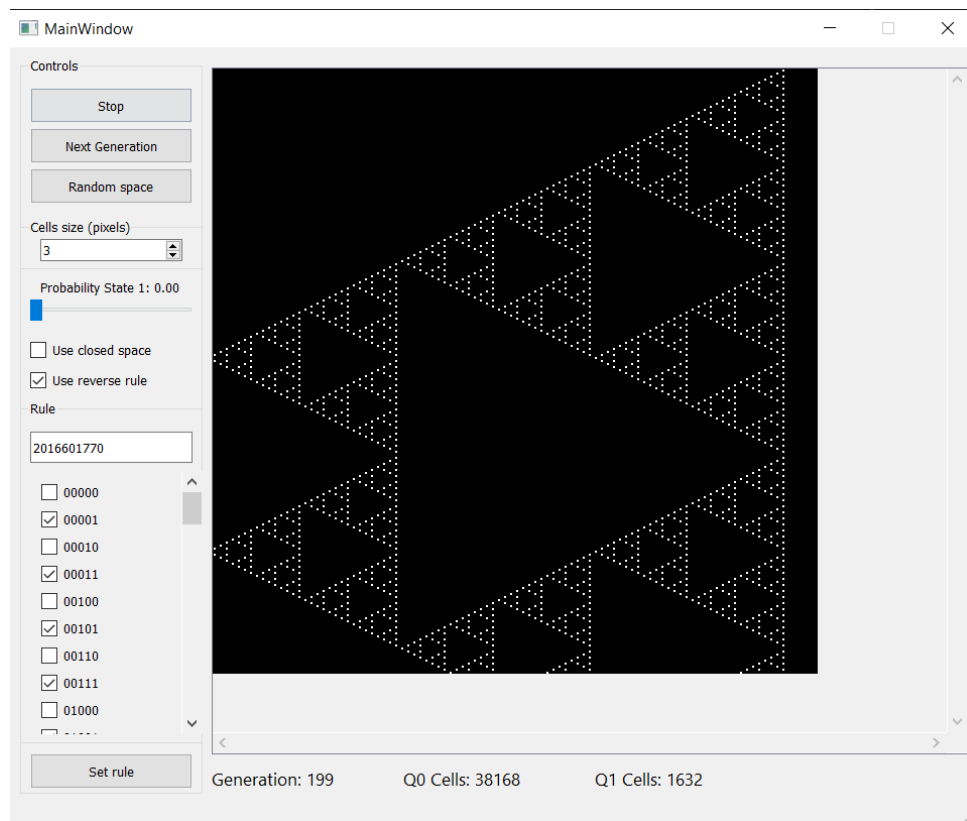 MainWindow
Controls
Stop
Next Generation
Random space
Cells size (pixels)
3
Probability State 1: 0.00
Use closed space
Use reverse rule
Rule
2016601770
00000
00001
00010
00011
00100
00101
00110
00111
01000
Set rule
Generation: 199 Q0 Cells: 38168 Q1 Cells: 1632